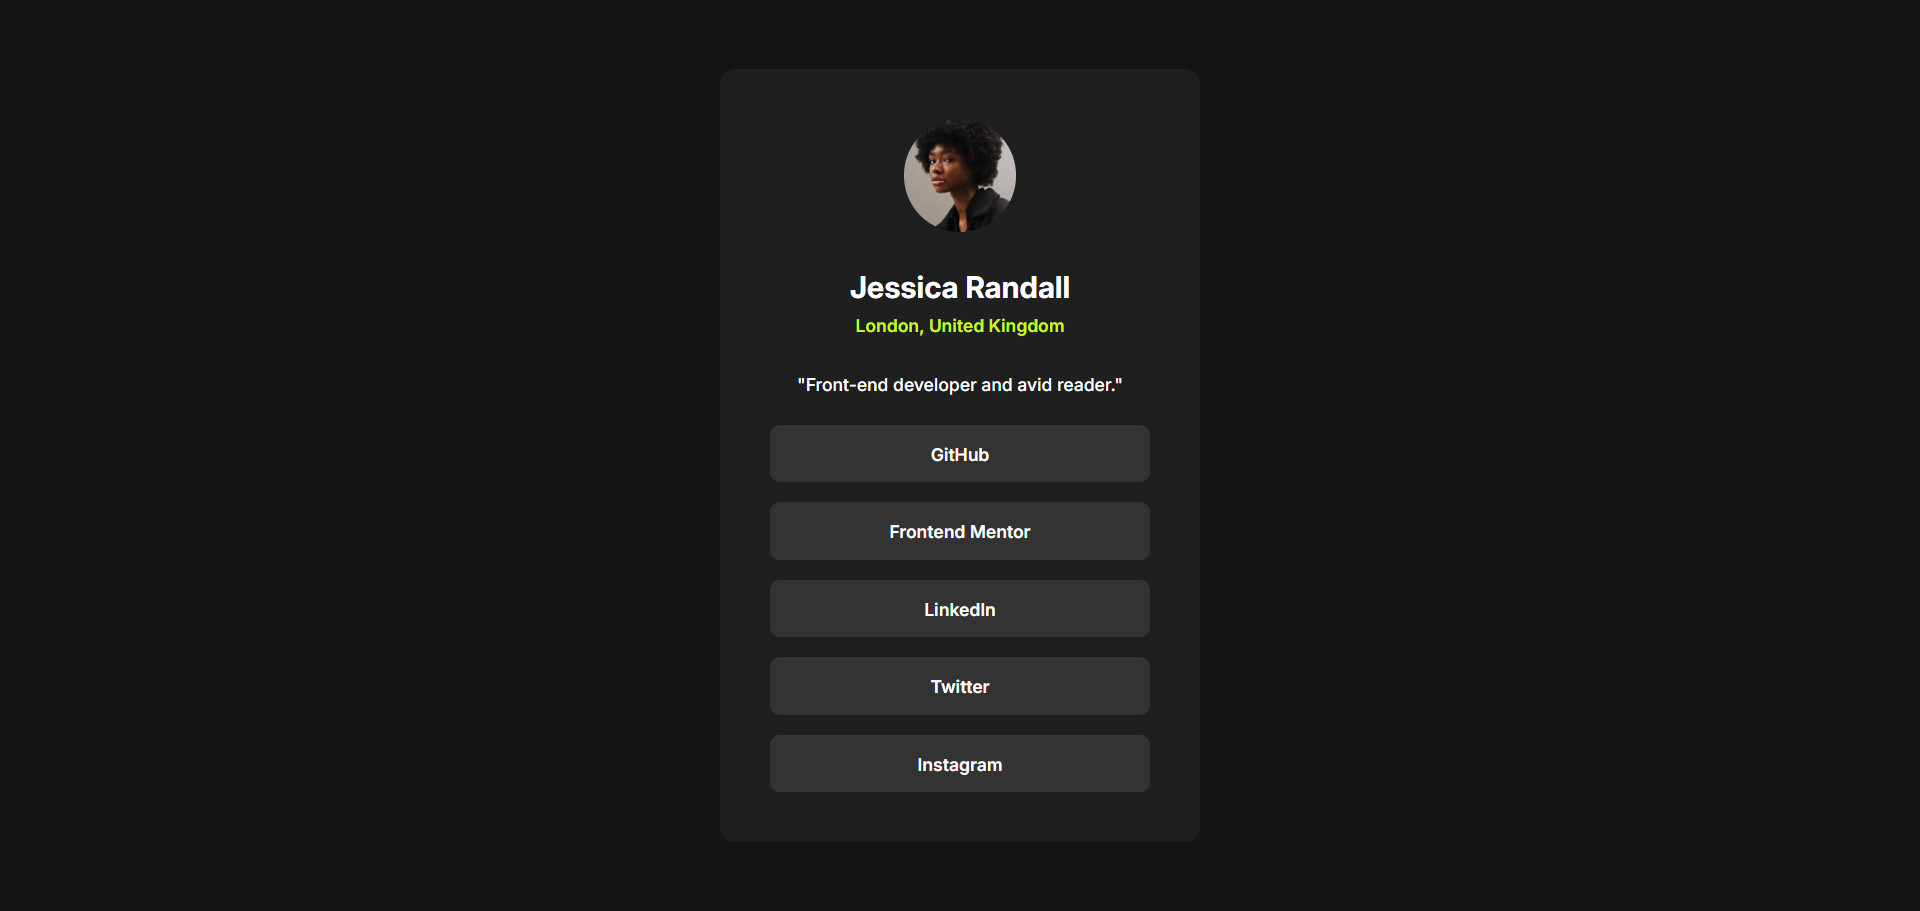 Jessica Randall
London, United Kingdom
"Front-end developer and avid reader."
GitHub
Frontend Mentor
LinkedIn
Twitter
Instagram